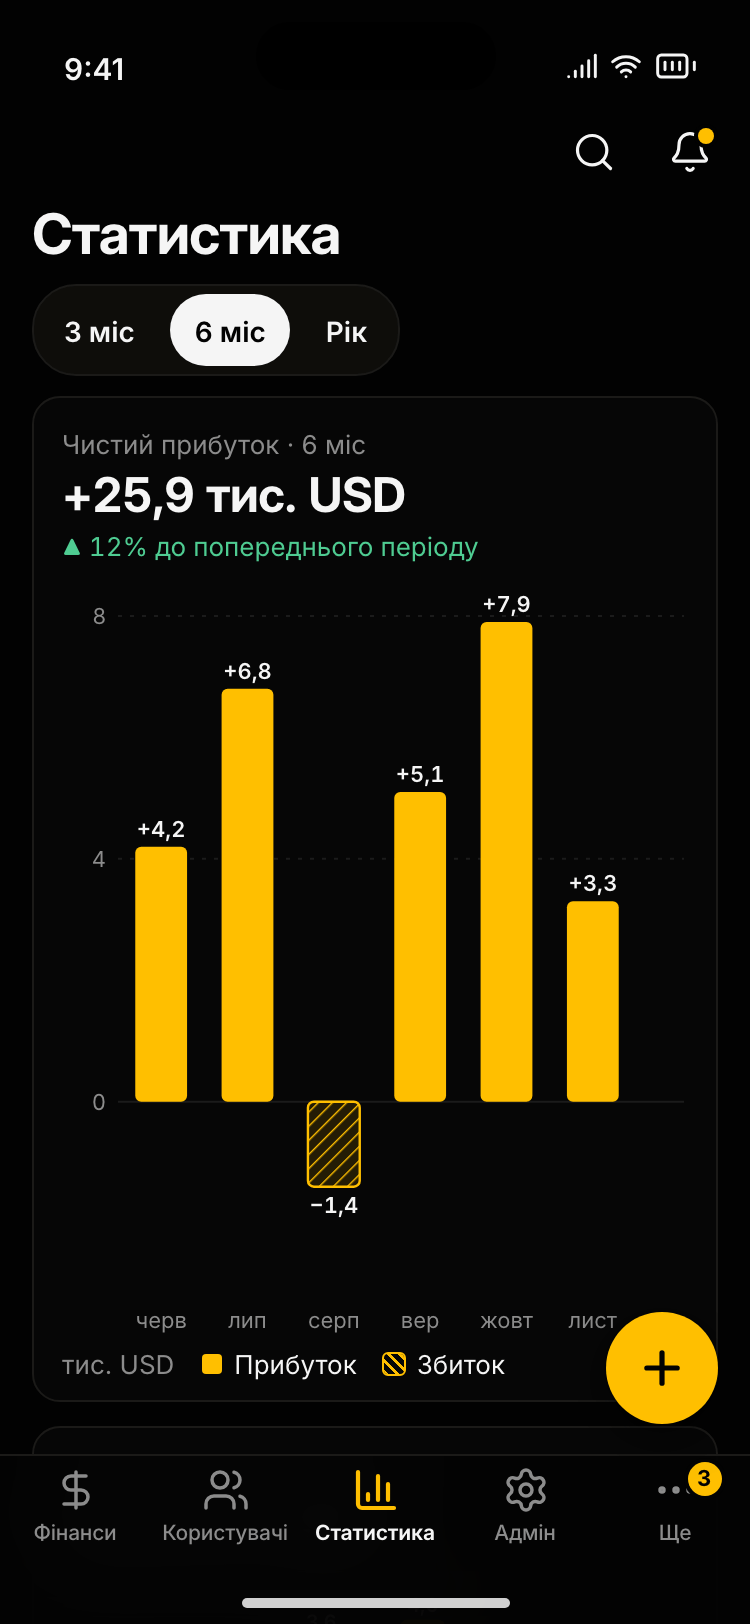 9:41
Статистика
3 міс 6 міс Рік
Чистий прибуток · 6 міс
+25,9 тис. USD
▲ 12% до попереднього періоду
+7,9
8
+6,8
+5,1
+4,2
4
+3,3
0
−1,4
черв лип серп вер жовт лист
тис. USD Прибуток Збиток
3
Фінанси Користувачі Статистика Адмін Ще